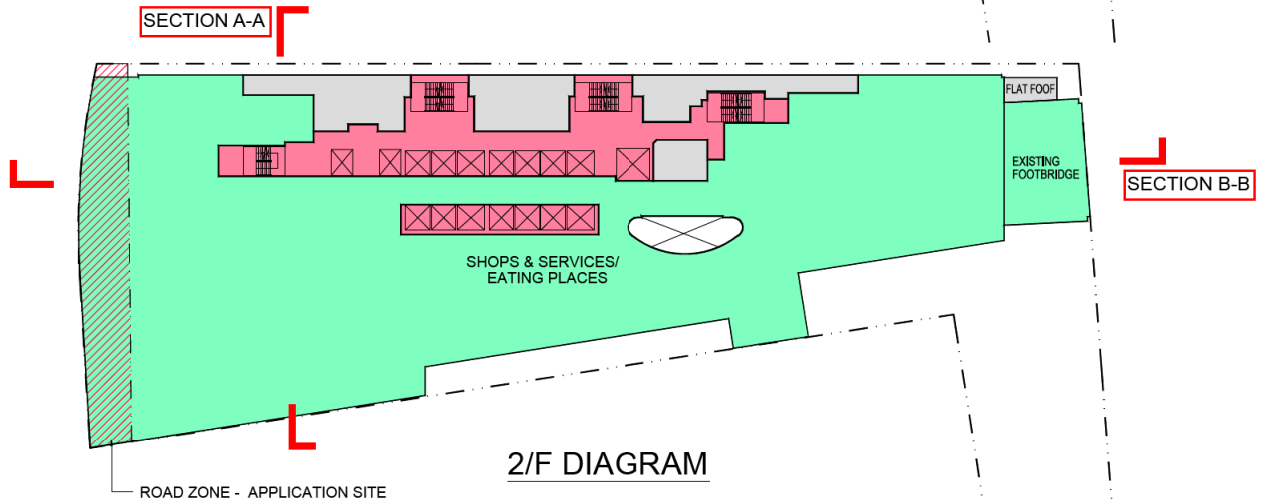 SECTION A-A
FLAT FOOF
EXISTING
FOOTBRIDGE
SECTION B-B
SHOPS & SERVICES/
EATING PLACES
2/F DIAGRAM
ROAD ZONE - APPLICATION SITE